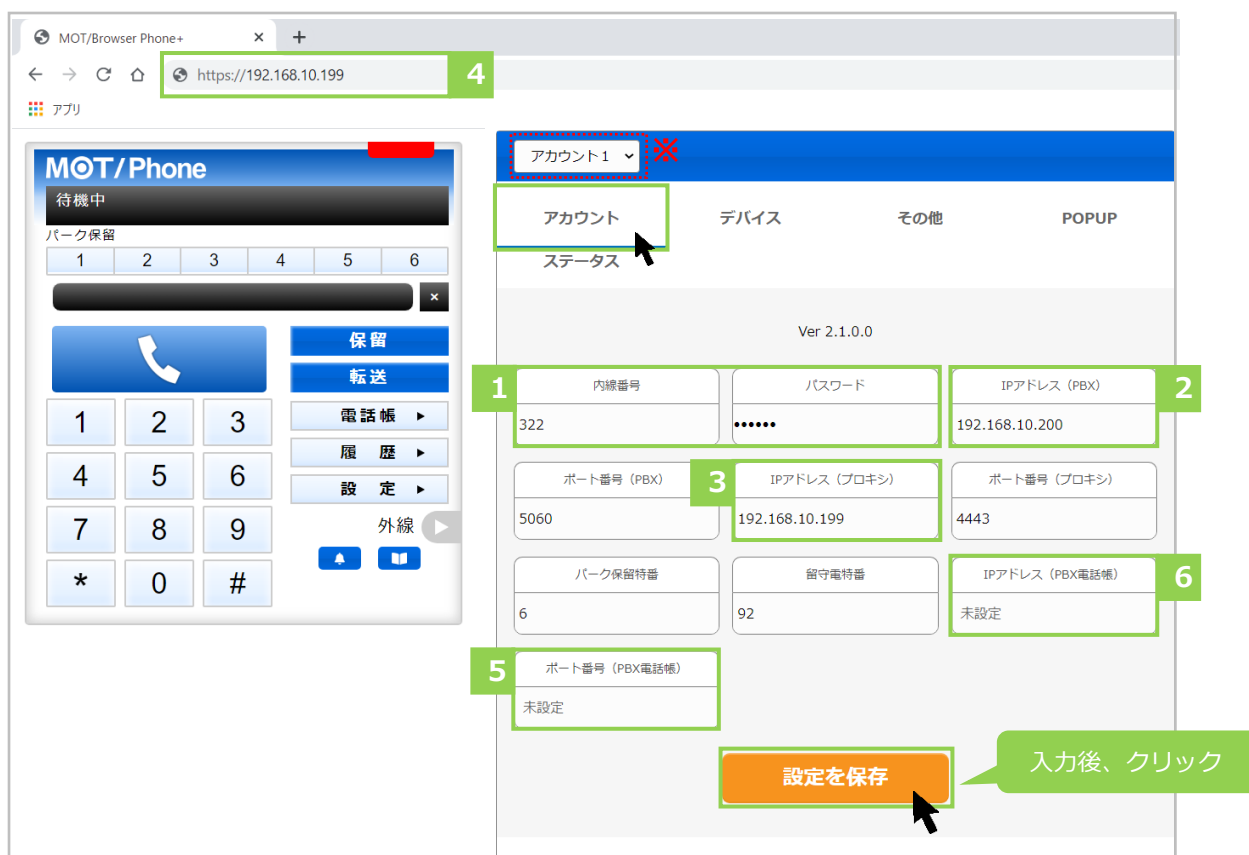 MOT/Browser Phone+ × +
https://192.168.10.199 4
アプリ
MOT/Phone
待機中
パーク保留
1 2 3 4 5 6
×
保留
転送
電話帳 ▶
履 歴 ▶
設 定 ▶
外線
1 2 3
4 5 6
7 8 9
* 0 #
アカウント 1 ※
アカウント デバイス その他 POPUP
ステータス
Ver 2.1.0.0
1 内線番号 パスワード IPアドレス（PBX） 2
322 •••••• 192.168.10.200
ポート番号（PBX） 3 IPアドレス（プロキシ） ポート番号（プロキシ）
5060 192.168.10.199 4443
パーク保留特番 留守電特番 IPアドレス（PBX電話帳） 6
6 92 未設定
5 ポート番号（PBX電話帳）
未設定
設定を保存
入力後、クリック